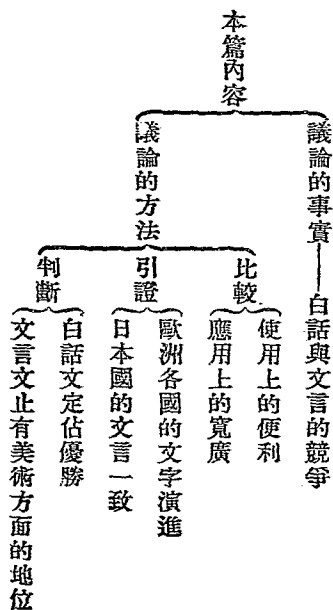 本篇內容
議論的事實——白話與文言的競爭
議論的方法
比較
使用上的便利
應用上的寬廣
引證
歐洲各國的文字演進
日本國的文言一致
判斷
白話文定佔優勝
文言文止有美術方面的地位